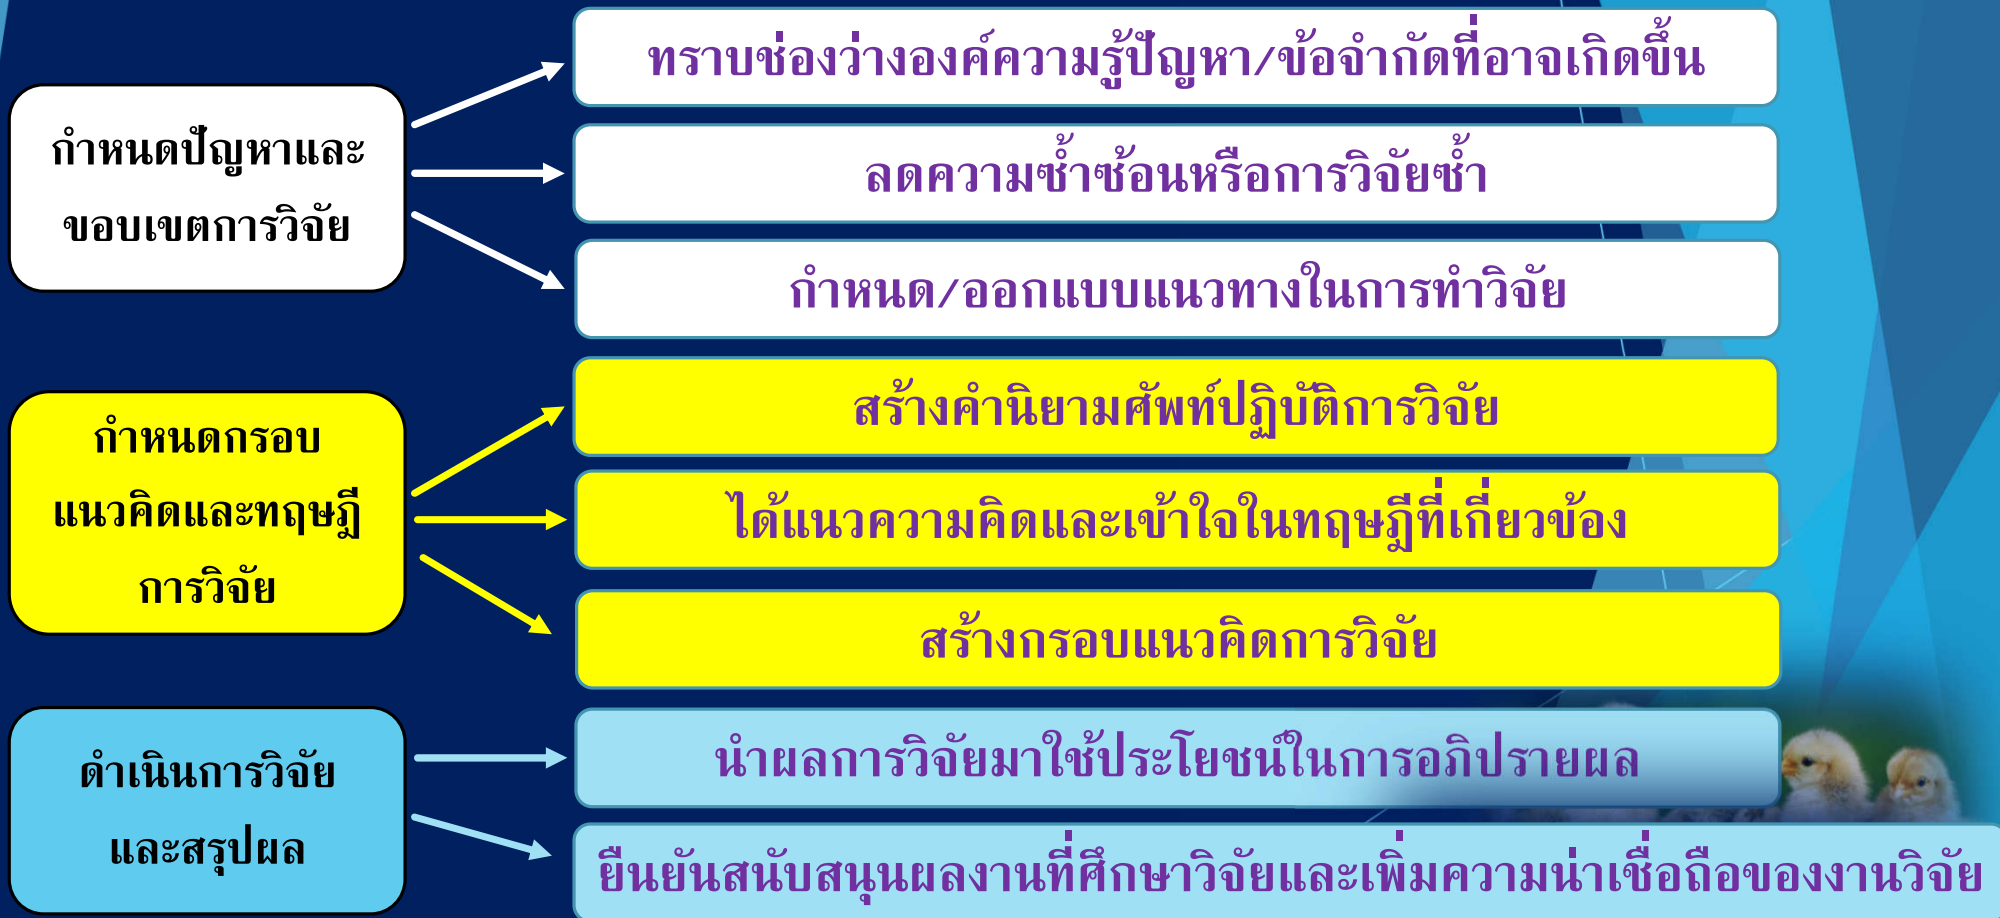 กำหนดปัญหาและ
ขอบเขตการวิจัย
ทราบช่องว่างองค์ความรู้ปัญหา/ข้อจำกัดที่อาจเกิดขึ้น
ลดความซ้ำซ้อนหรือการวิจัยซ้ำ
กำหนด/ออกแบบแนวทางในการทำวิจัย
กำหนดกรอบ
แนวคิดและทฤษฎี
การวิจัย
สร้างคำนิยามศัพท์ปฏิบัติการวิจัย
ได้แนวความคิดและเข้าใจในทฤษฎีที่เกี่ยวข้อง
สร้างกรอบแนวคิดการวิจัย
ดำเนินการวิจัย
และสรุปผล
นำผลการวิจัยมาใช้ประโยชน์ในการอภิปรายผล
ยืนยันสนับสนุนผลงานที่ศึกษาวิจัยและเพิ่มความน่าเชื่อถือของงานวิจัย